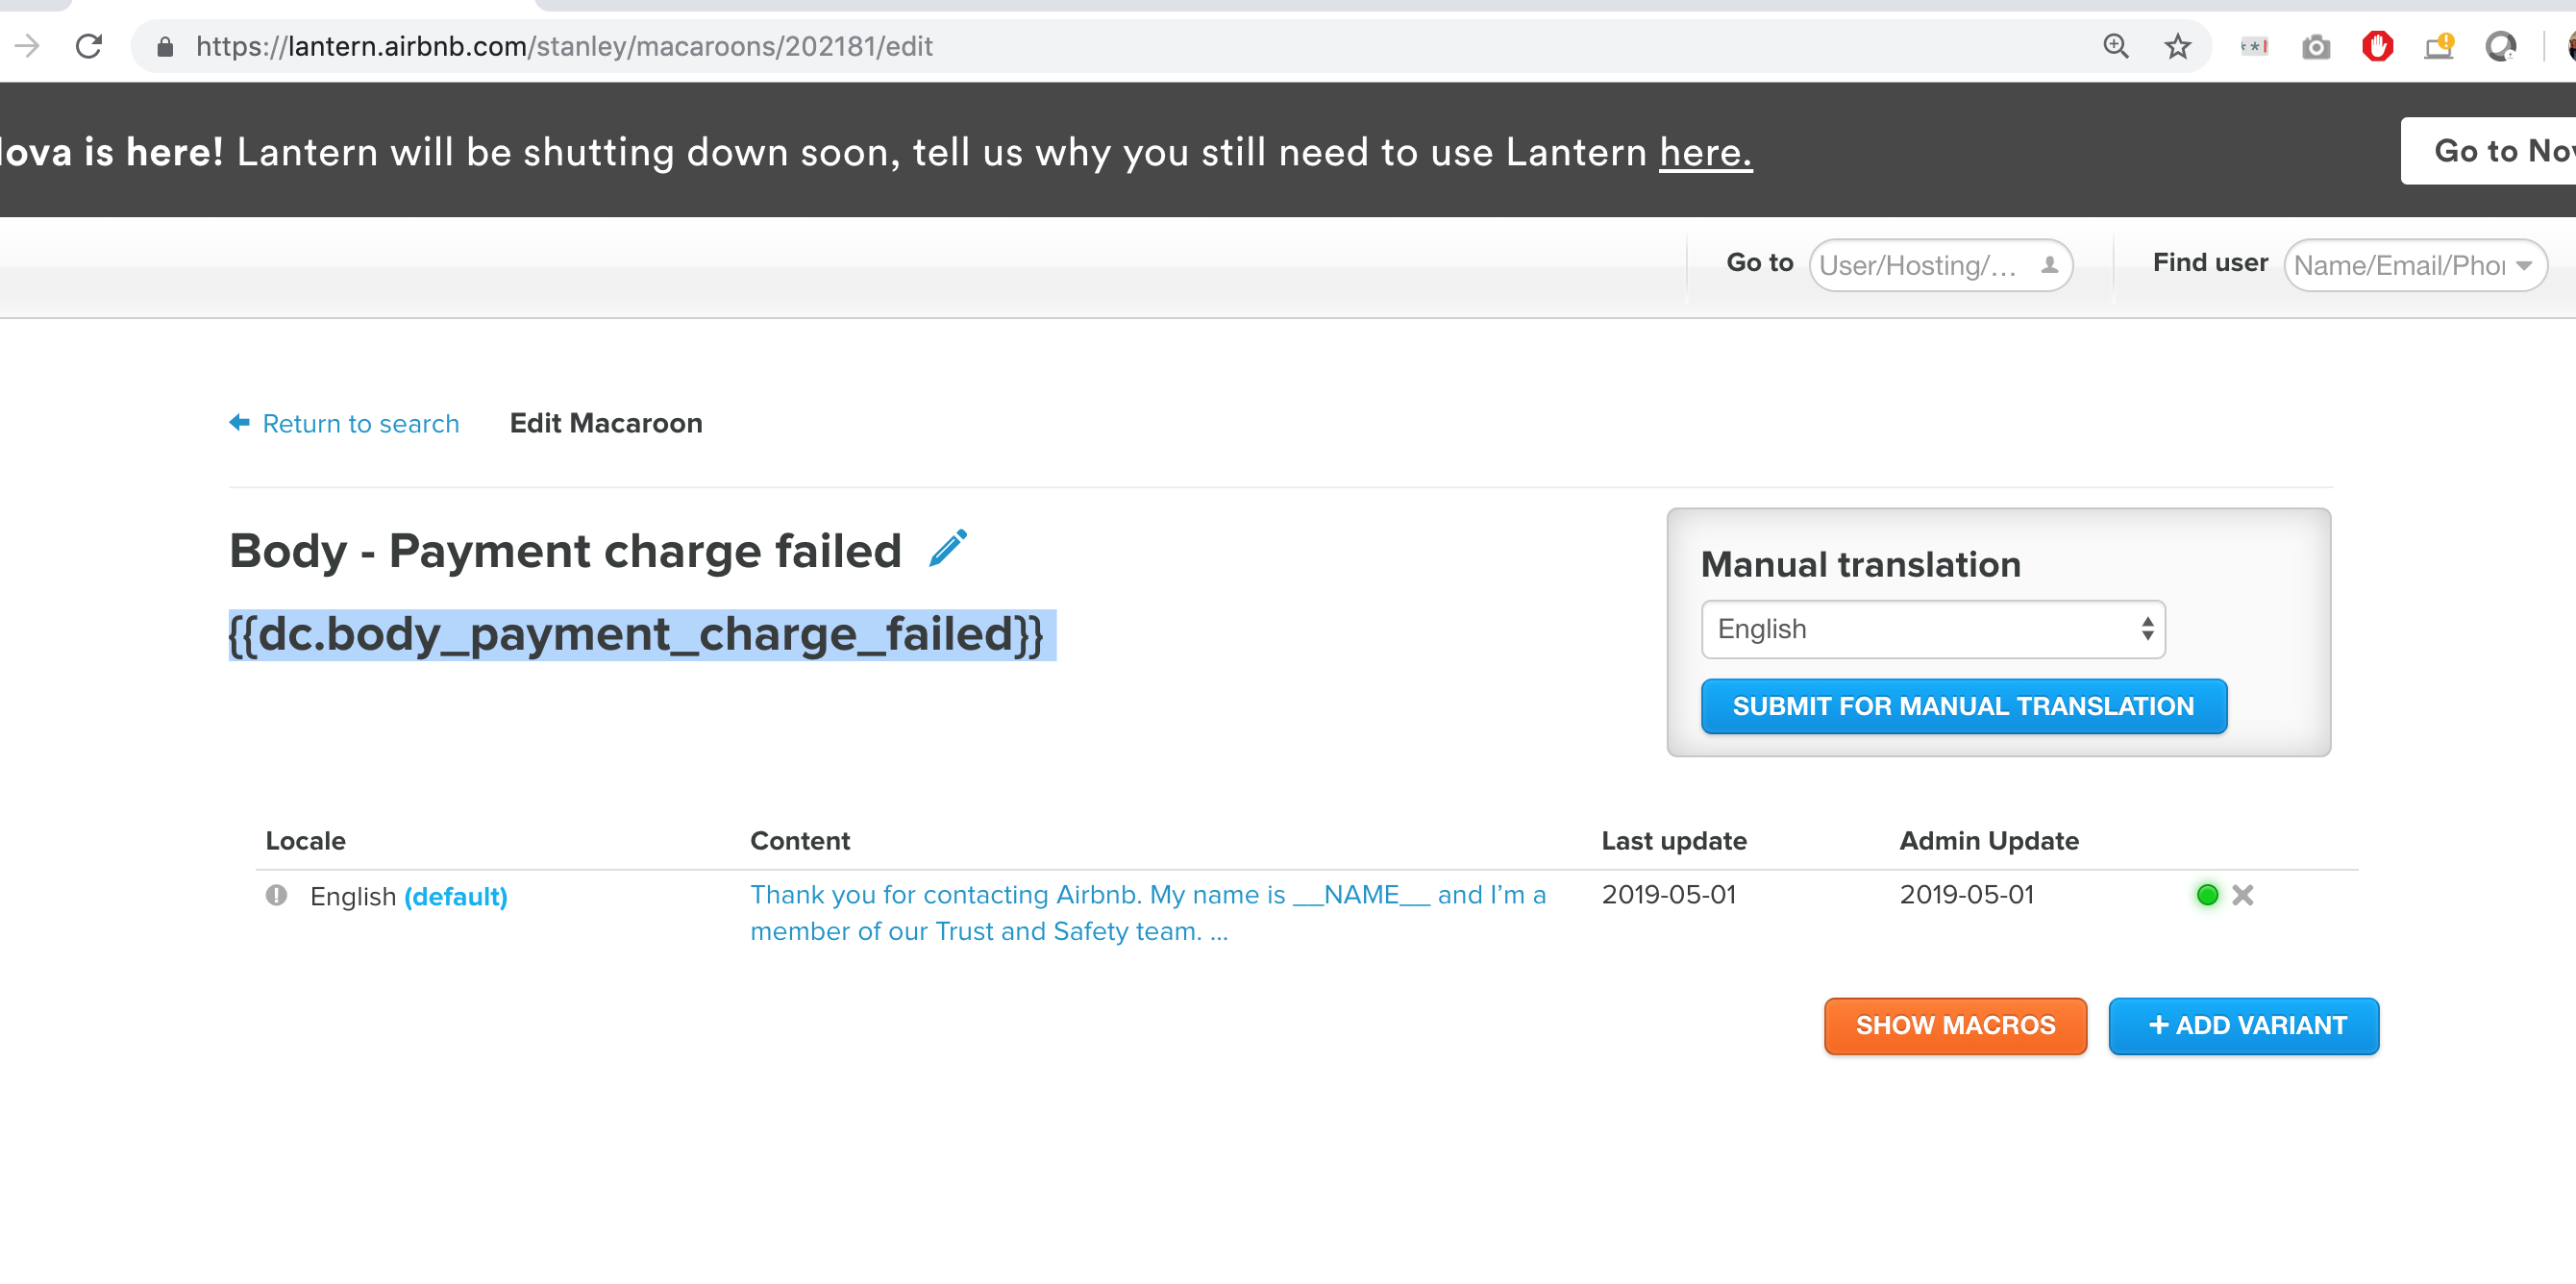 https://lantern.airbnb.com/stanley/macaroons/202181/edit
is here! Lantern will be shutting down soon, tell us why you still need to use Lantern here.
Go to
Go to User/Hosting/...
Find user Name/Email/Phon
Return to search Edit Macaroon
Body - Payment charge failed
{{dc.body_payment_charge_failed}}
Manual translation
English
SUBMIT FOR MANUAL TRANSLATION
Locale Content Last update Admin Update
English (default) Thank you for contacting Airbnb. My name is __NAME__ and I’m a 2019-05-01 2019-05-01
member of our Trust and Safety team. ...
SHOW MACROS + ADD VARIANT